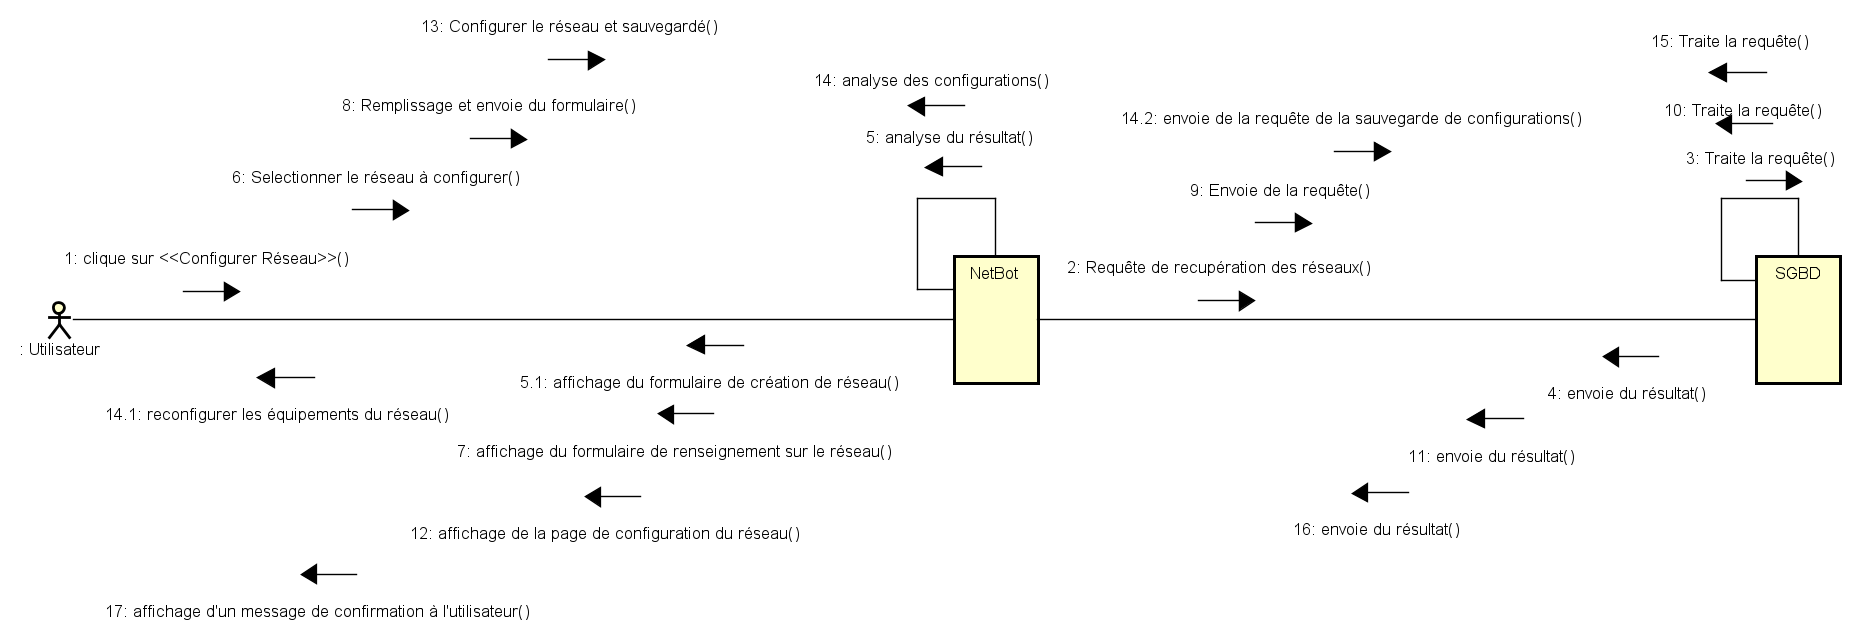 13: Configurer le réseau et sauvegardé()
15: Traite la requête()
14: analyse des configurations()
8: Remplissage et envoie du formulaire()
10: Traite la requête()
14.2: envoie de la requête de la sauvegarde de configurations()
5: analyse du résultat()
3: Traite la requête()
6: Selectionner le réseau à configurer()
9: Envoie de la requête()
1: clique sur <<Configurer Réseau>>()
2: Requête de recupération des réseaux()
NetBot
SGBD
: Utilisateur
5.1: affichage du formulaire de création de réseau()
4: envoie du résultat()
14.1: reconfigurer les équipements du réseau()
7: affichage du formulaire de renseignement sur le réseau()
11: envoie du résultat()
12: affichage de la page de configuration du réseau()
16: envoie du résultat()
17: affichage d'un message de confirmation à l'utilisateur()